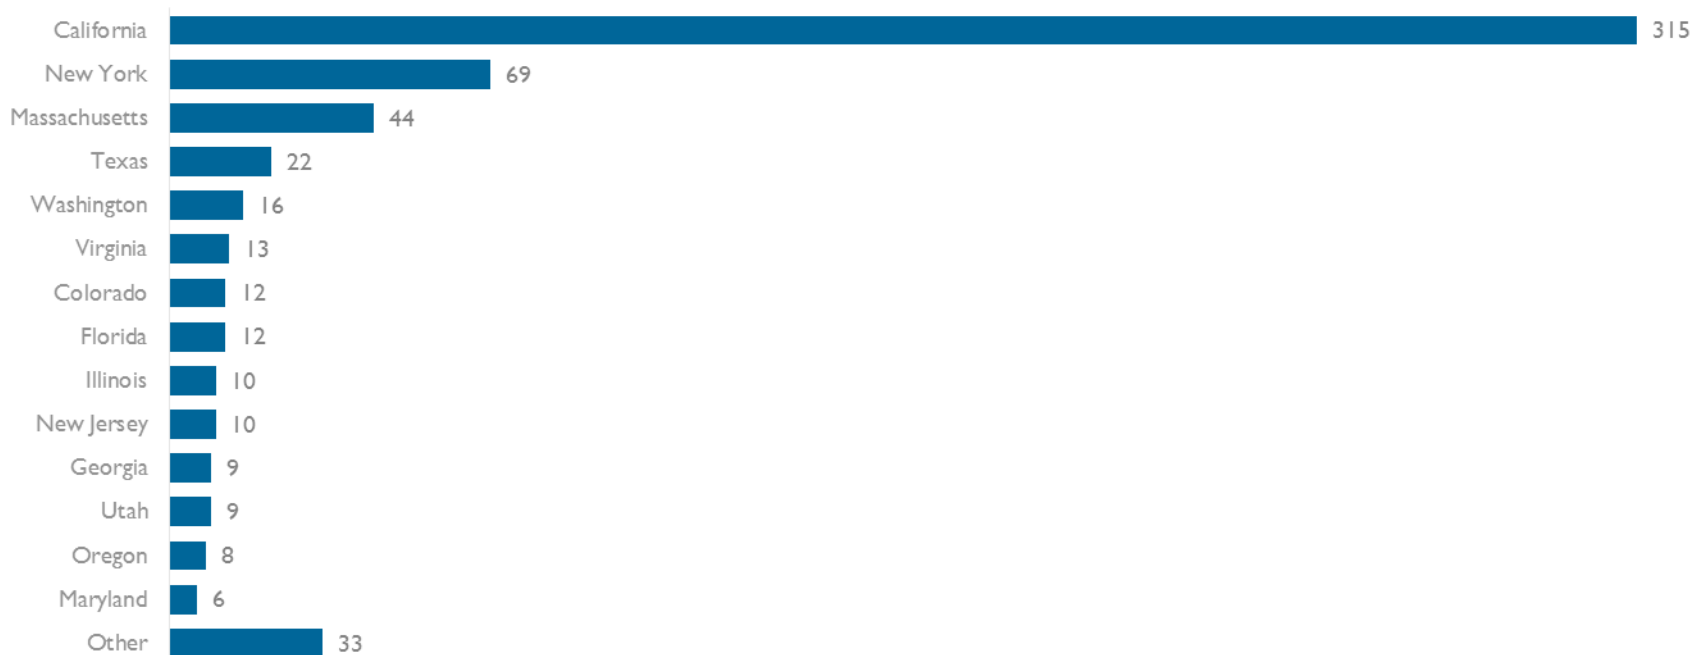 California 315
New York 69
Massachusetts 44
Texas 22
Washington 16
Virginia 13
Colorado 12
Florida 12
Illinois 10
New Jersey 10
Georgia 9
Utah 9
Oregon 8
Maryland 6
Other 33